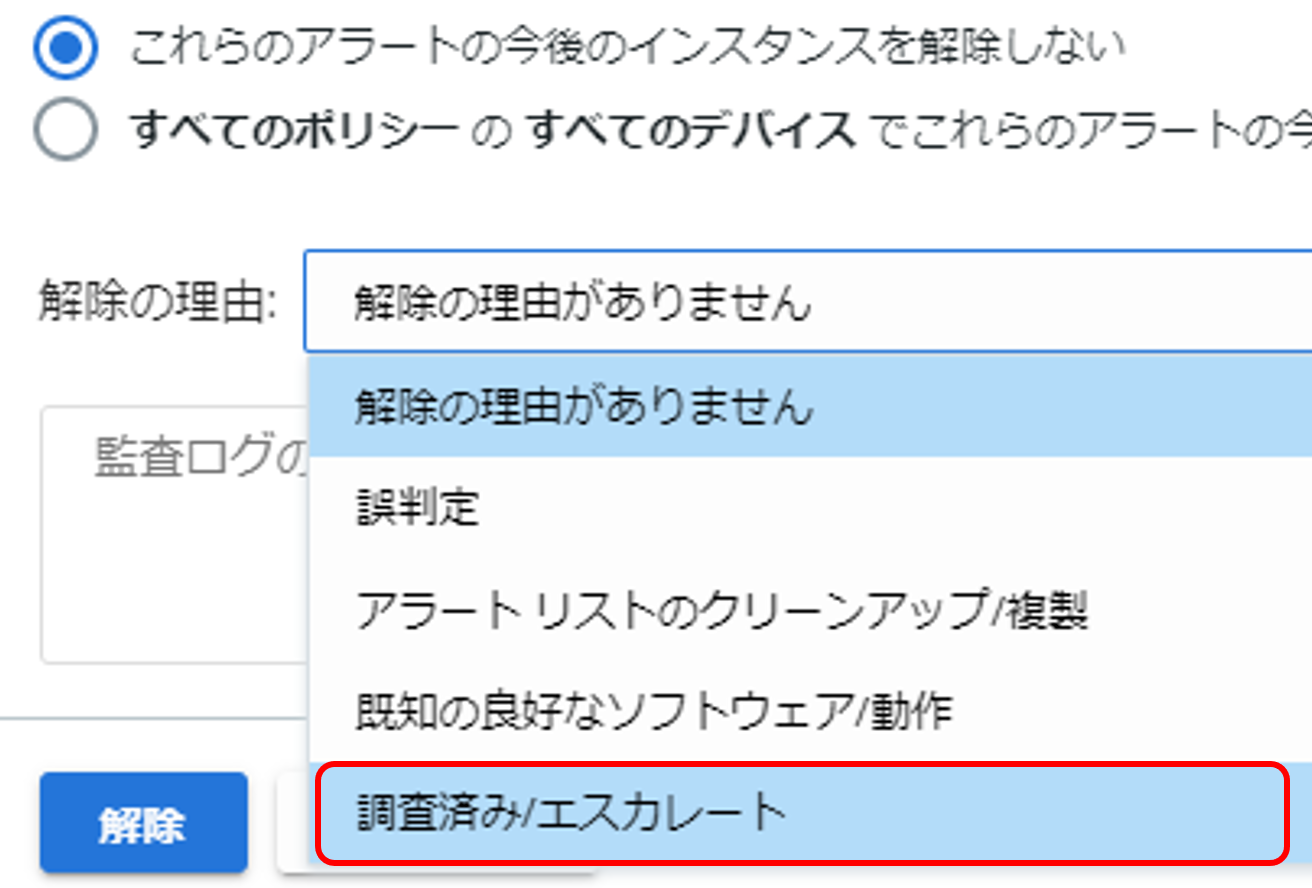 これらのアラートの今後のインスタンスを解除しない
すべてのポリシー の すべてのデバイス でこれらのアラートの今
解除の理由: 解除の理由がありません
解除の理由がありません
監査ログの
誤判定
アラート リストのクリーンアップ/複製
既知の良好なソフトウェア/動作
調査済み/エスカレート
解除